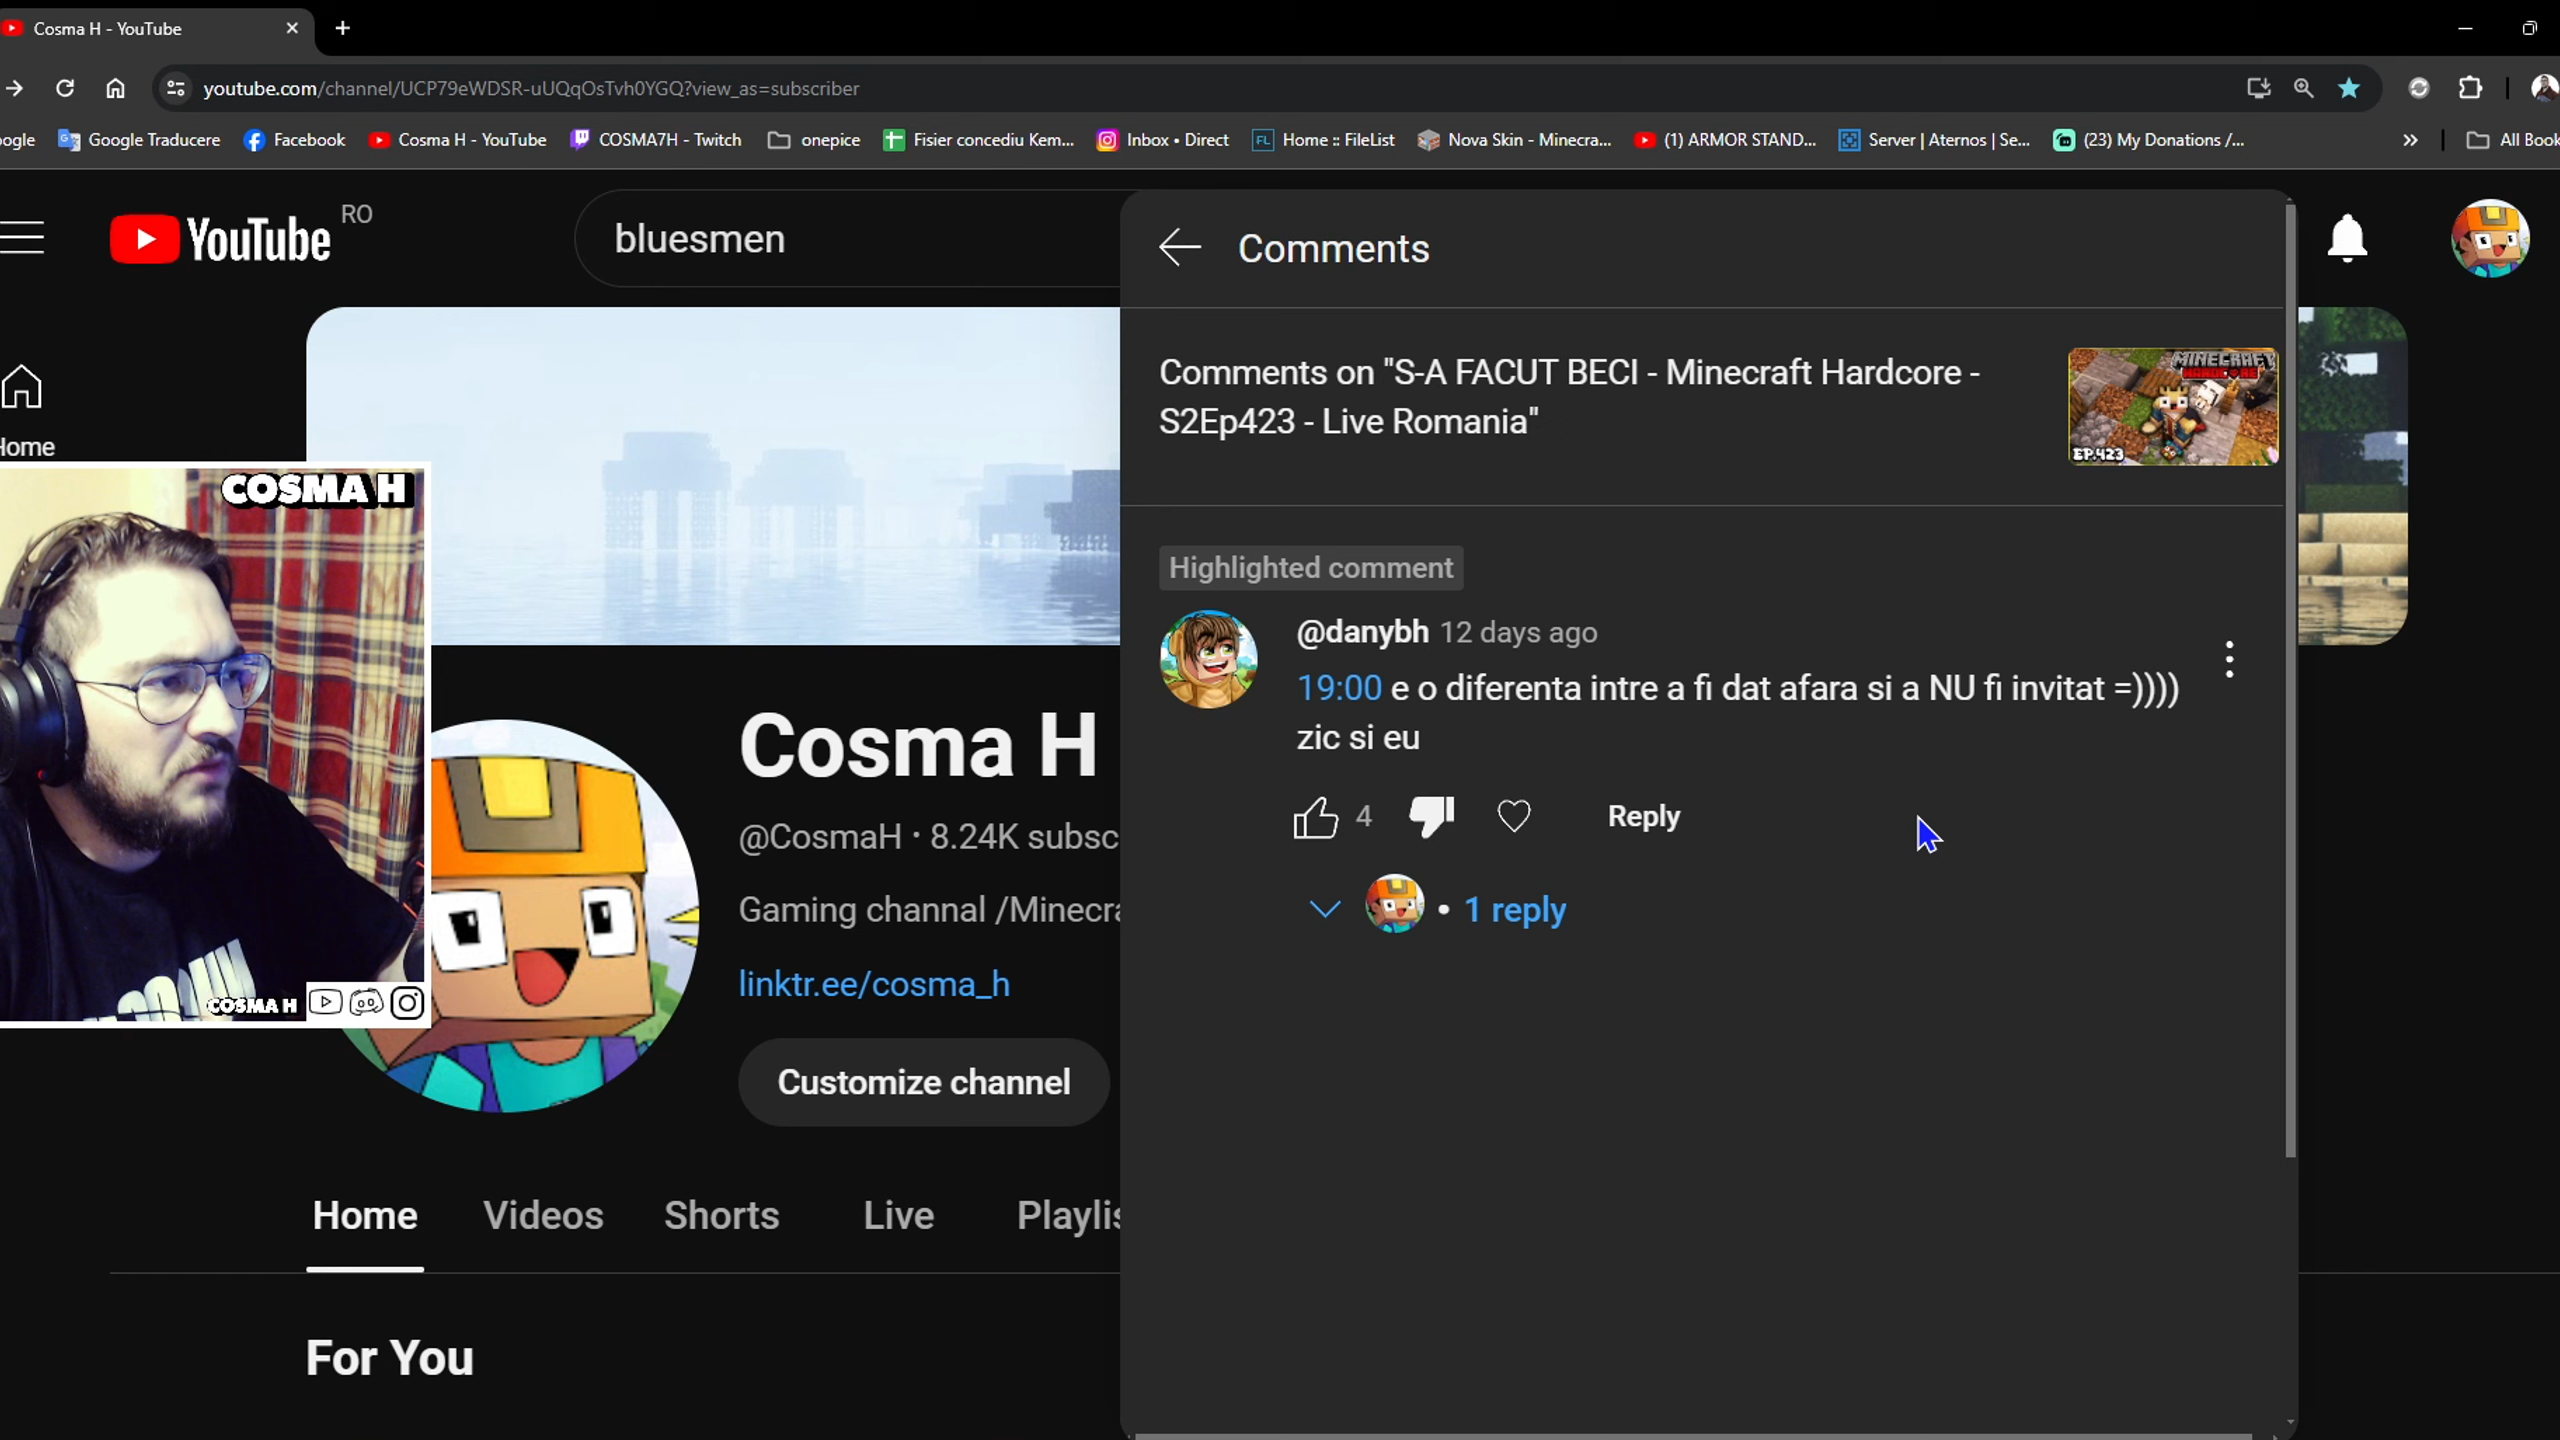 Cosma H - YouTube
youtube.com/channel/UCP79eWDSR-uUQqOsTvh0YGQ?view_as=subscriber
ogle
Google Traducere
Facebook
Cosma H - YouTube
COSMA7H - Twitch
onepice
Fisier concediu Kem...
Inbox • Direct
FL
Home :: FileList
Nova Skin - Minecra...
(1) ARMOR STAND...
Server | Aternos | Se...
(23) My Donations /...
All Book
YouTube
RO
bluesmen
Home
COSMA H
COSMA H
Cosma H
@CosmaH · 8.24K subsc
Gaming channal /Minecra
linktr.ee/cosma_h
Customize channel
Home
Videos
Shorts
Live
Playlis
For You
Comments
Comments on "S-A FACUT BECI - Minecraft Hardcore -
S2Ep423 - Live Romania"
MINECRAFT
HARDCORE
EP.423
Highlighted comment
@danybh 12 days ago
19:00 e o diferenta intre a fi dat afara si a NU fi invitat =))))
zic si eu
4
Reply
• 1 reply